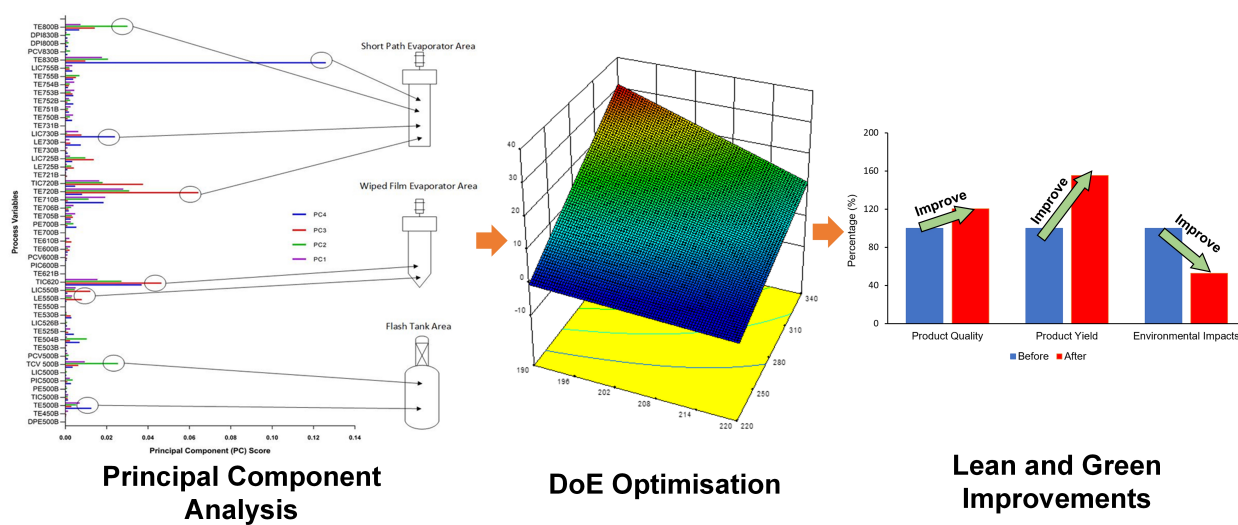 TE800B
DPI830B
DPI800B
PCV830B
TE830B
LIC755B
TE755B
TE754B
TE753B
TE752B
TE751B
TE750B
TE731B
LIC730B
LE730B
TE730B
LIC725B
LE725B
TE721B
TIC720B
TE720B
TE710B
TE706B
TE705B
PE700B
TE700B
TE610B
TE600B
PCV600B
PIC600B
TE621B
TIC620
LIC550B
LE550B
TE550B
TE530B
LIC526B
TE525B
TE504B
TE503B
PCV500B
TCV 500B
LIC500B
PIC500B
PE500B
TIC500B
TE500B
TE450B
DPE500B
Process Variables
0.00 0.02 0.04 0.06 0.08 0.10 0.12 0.14
Principal Component (PC) Score
PC4
PC3
PC2
PC1
Short Path Evaporator Area
Wiped Film Evaporator Area
Flash Tank Area
Principal Component
Analysis
40
30
20
10
0
-10
190
196
202
208
214
220
220
250
280
310
340
DoE Optimisation
Percentage (%)
200
160
120
80
40
0
Improve
Improve
Improve
Product Quality Product Yield Environmental Impacts
Before After
Lean and Green
Improvements